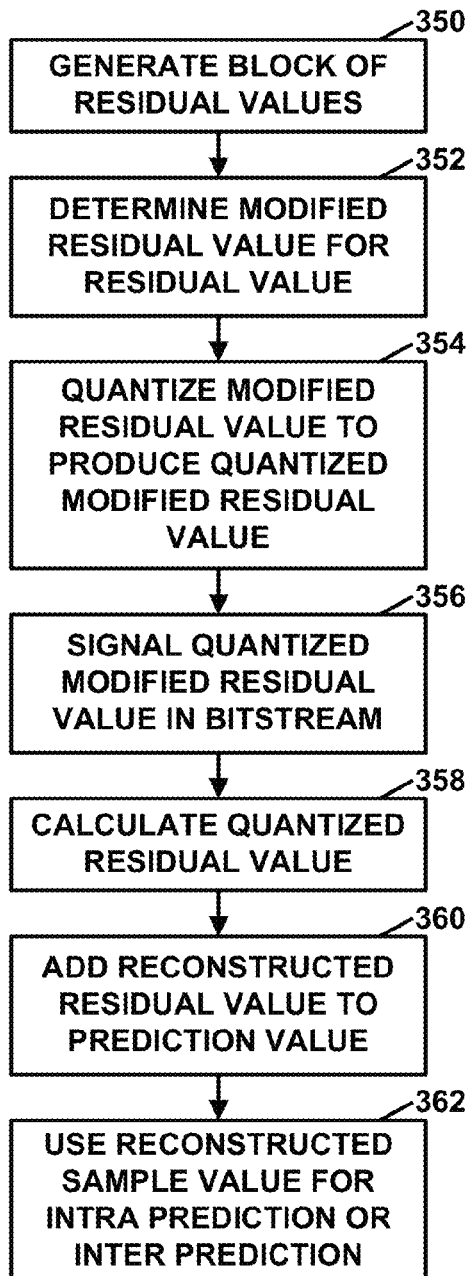 350
GENERATE BLOCK OF
RESIDUAL VALUES
352
DETERMINE MODIFIED
RESIDUAL VALUE FOR
RESIDUAL VALUE
354
QUANTIZE MODIFIED
RESIDUAL VALUE TO
PRODUCE QUANTIZED
MODIFIED RESIDUAL
VALUE
356
SIGNAL QUANTIZED
MODIFIED RESIDUAL
VALUE IN BITSTREAM
358
CALCULATE QUANTIZED
RESIDUAL VALUE
360
ADD RECONSTRUCTED
RESIDUAL VALUE TO
PREDICTION VALUE
362
USE RECONSTRUCTED
SAMPLE VALUE FOR
INTRA PREDICTION OR
INTER PREDICTION